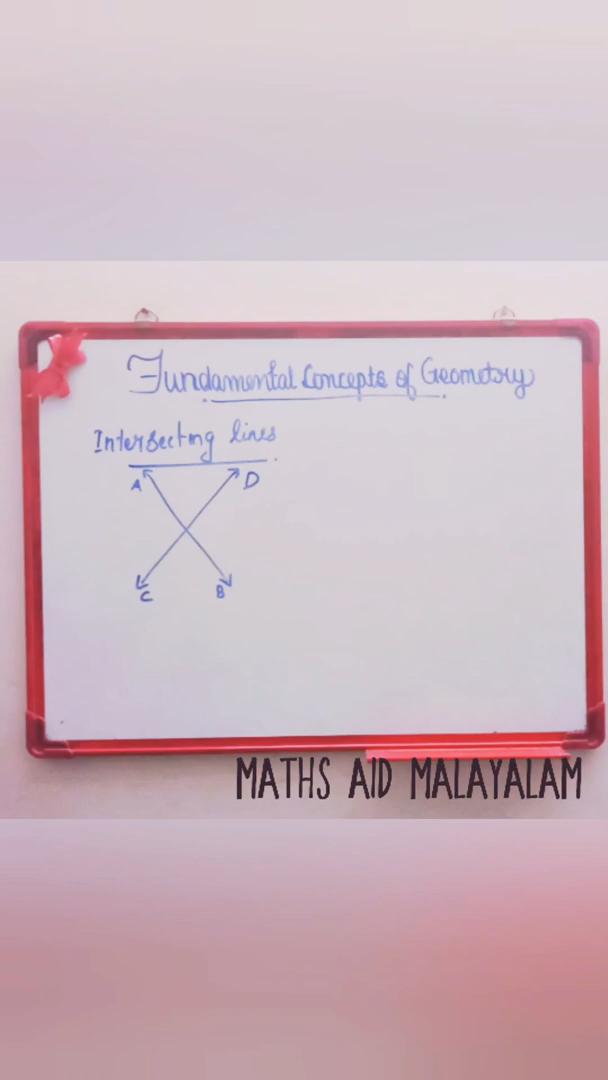 Fundamental Concepts of Geometry
Intersecting lines
A D
C B
MATHS AID MALAYALAM